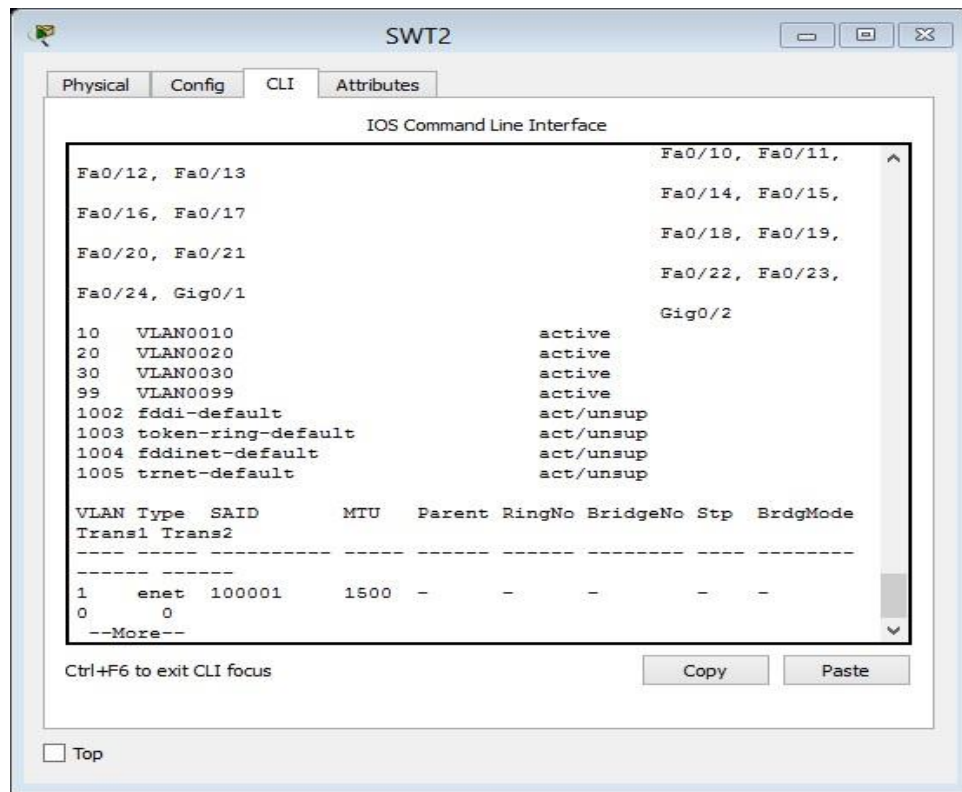 SWT2
Physical Config CLI Attributes
IOS Command Line Interface
Fa0/10, Fa0/11,
Fa0/12, Fa0/13
Fa0/14, Fa0/15,
Fa0/16, Fa0/17
Fa0/18, Fa0/19,
Fa0/20, Fa0/21
Fa0/22, Fa0/23,
Fa0/24, Gig0/1
Gig0/2
10 VLAN0010 active
20 VLAN0020 active
30 VLAN0030 active
99 VLAN0099 active
1002 fddi-default act/unsup
1003 token-ring-default act/unsup
1004 fddinet-default act/unsup
1005 trnet-default act/unsup
VLAN Type SAID MTU Parent RingNo BridgeNo Stp BrdgMode
Trans1 Trans2
---- ----- ---------- ----- ------ ------ -------- ---- --------
------ ------
1 enet 100001 1500 - - - - -
0 0
--More--
Ctrl+F6 to exit CLI focus
Copy Paste
Top